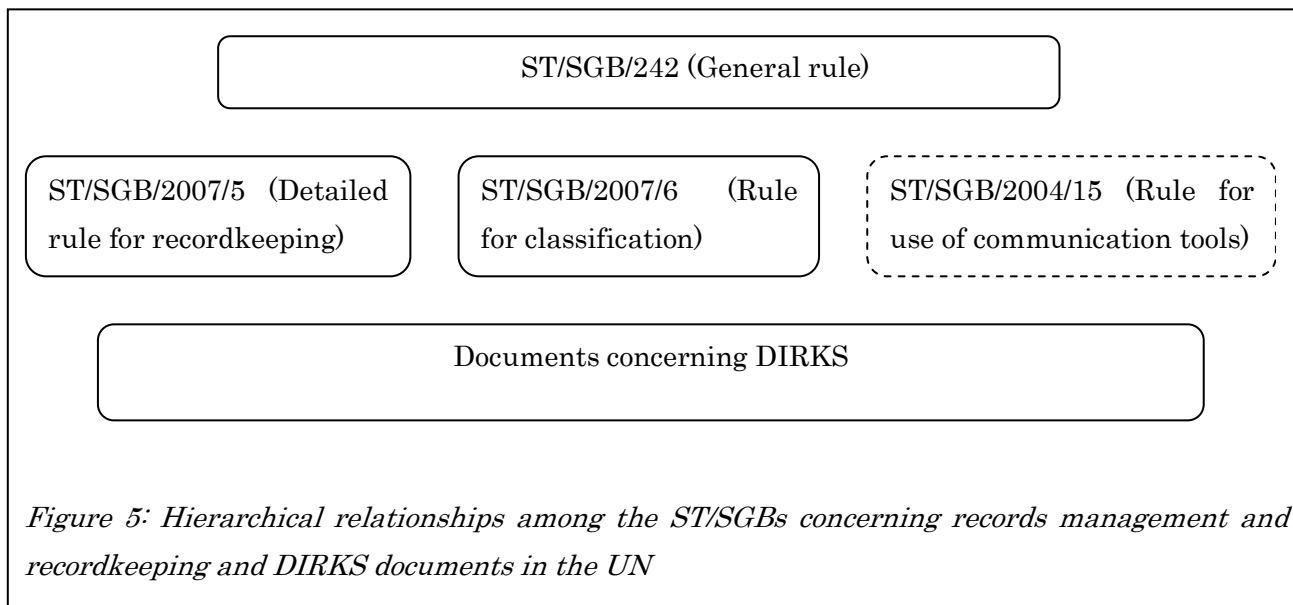 ST/SGB/242 (General rule)
ST/SGB/2007/5 (Detailed
rule for recordkeeping)
ST/SGB/2007/6 (Rule
for classification)
ST/SGB/2004/15 (Rule for
use of communication tools)
Documents concerning DIRKS
Figure 5: Hierarchical relationships among the ST/SGBs concerning records management and
recordkeeping and DIRKS documents in the UN